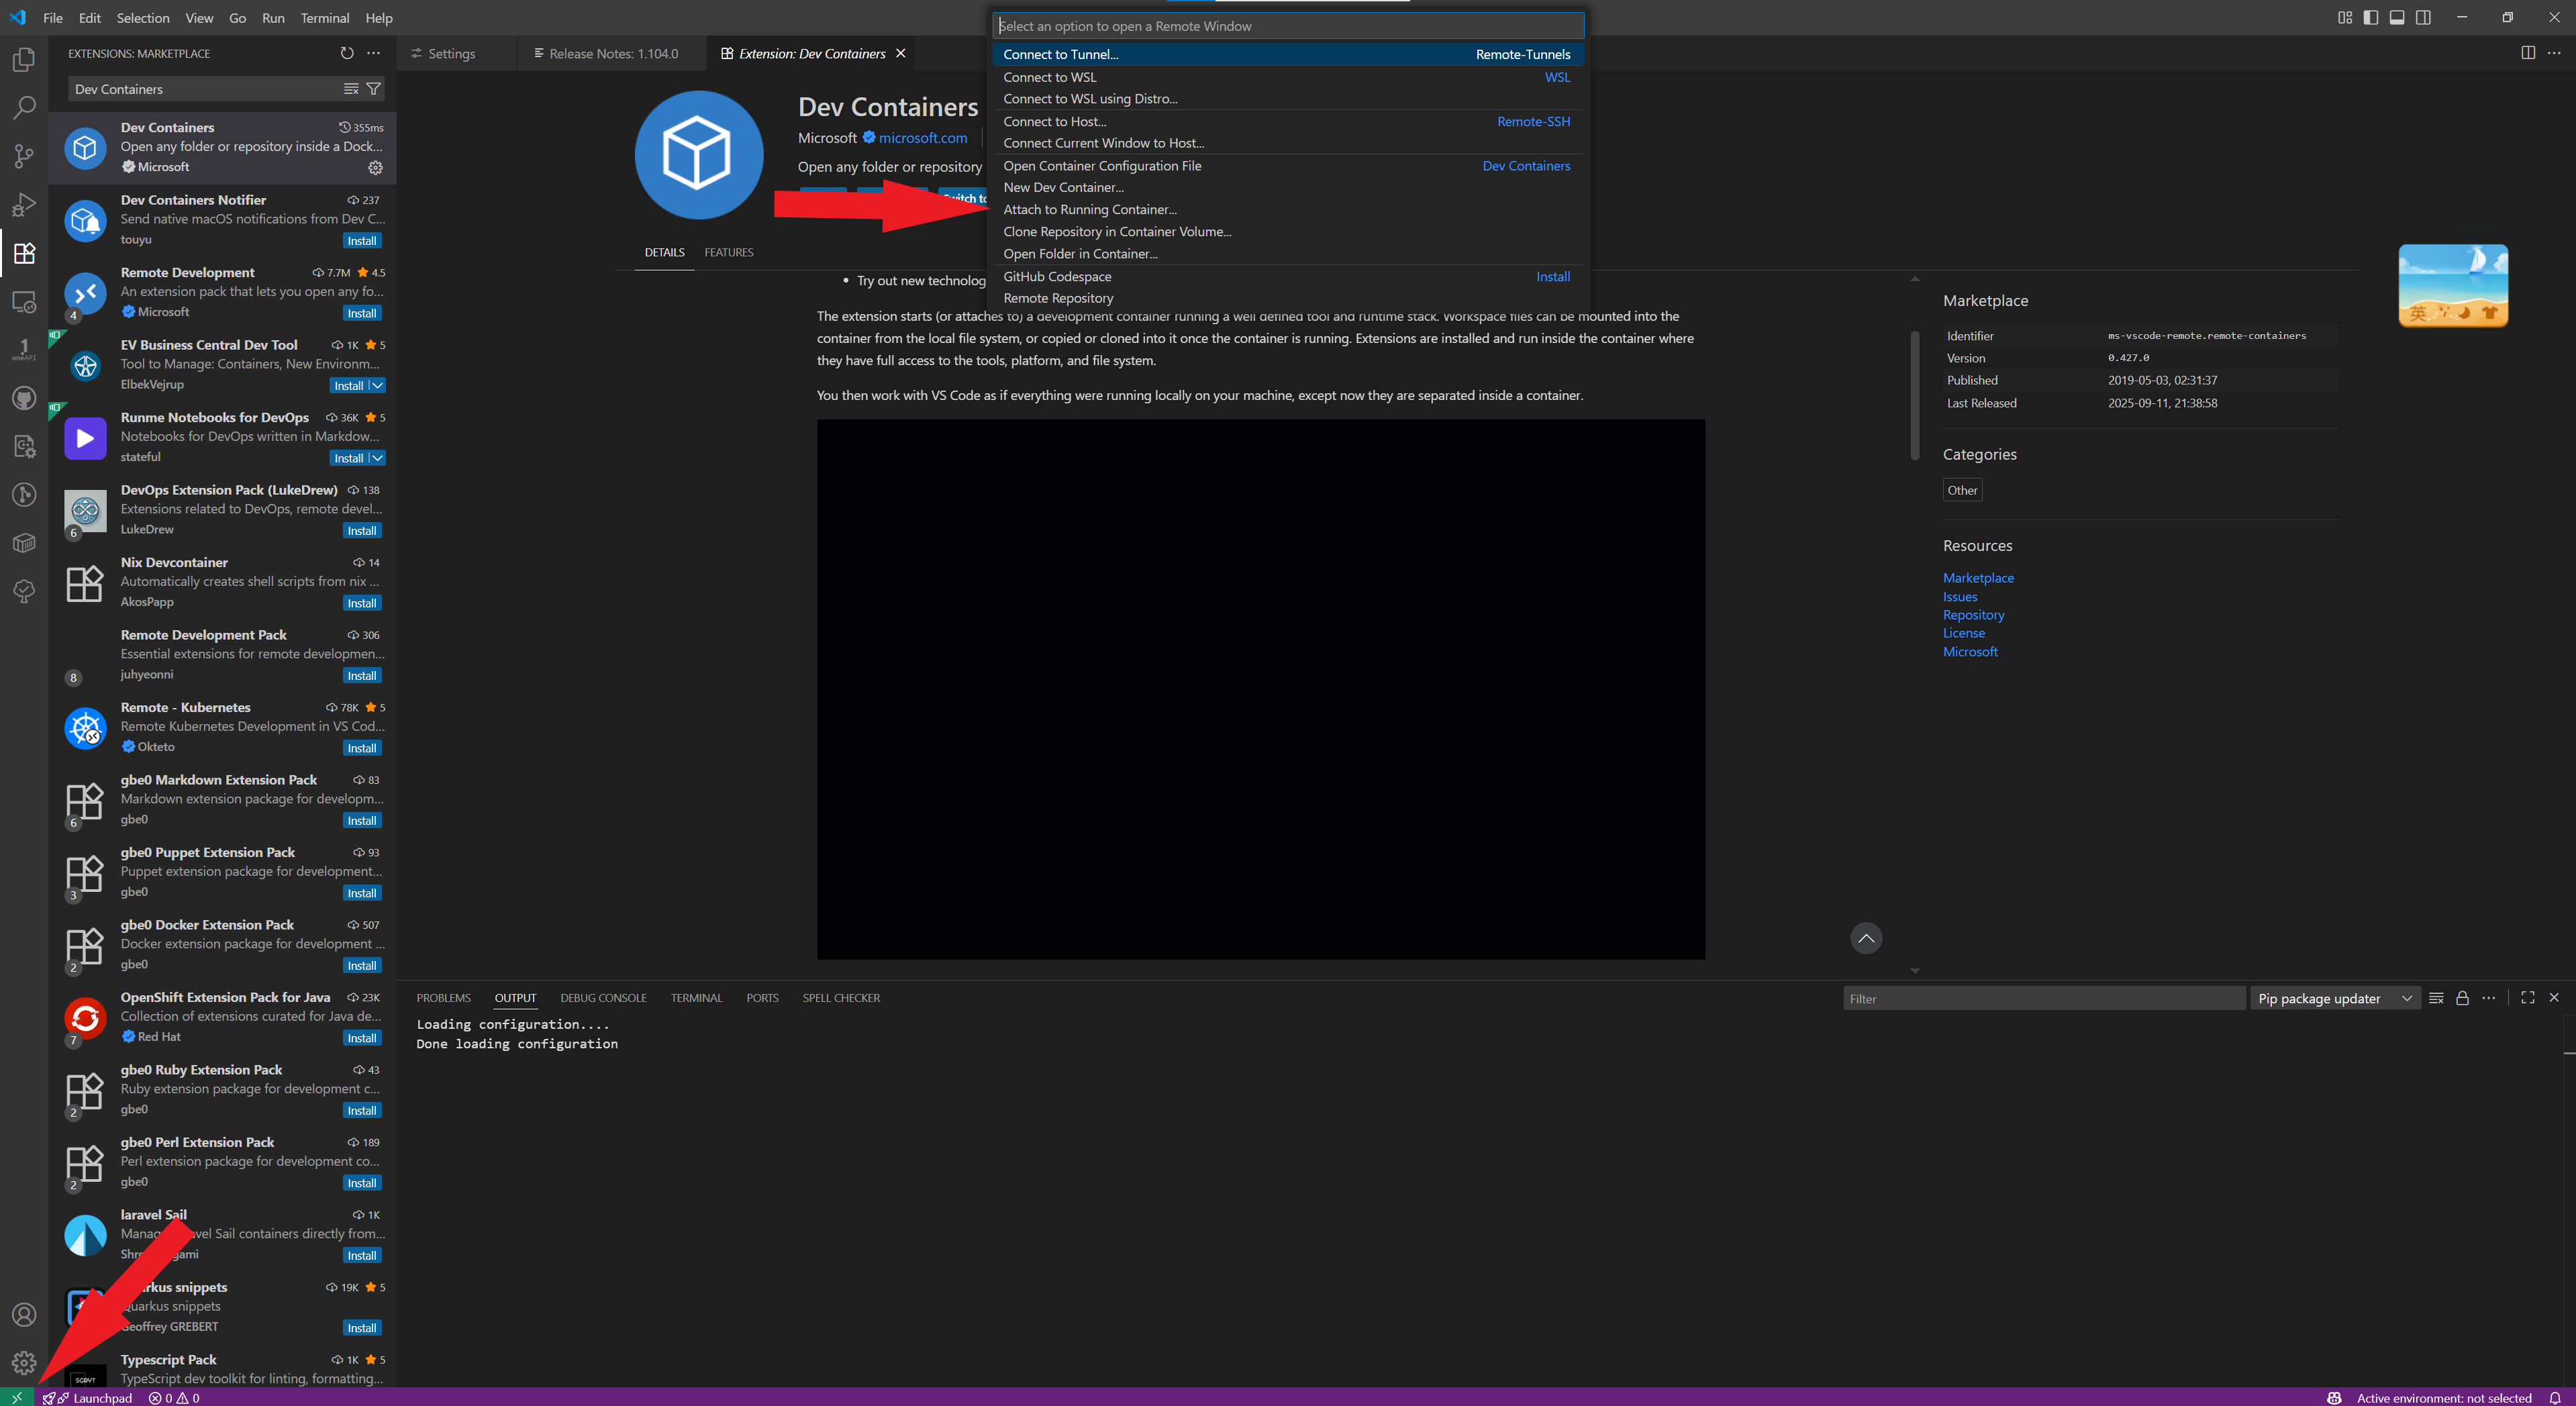 File Edit Selection View Go Run Terminal Help
Select an option to open a Remote Window
Connect to Tunnel... Remote-Tunnels
Connect to WSL WSL
Connect to WSL using Distro...
Connect to Host... Remote-SSH
Connect Current Window to Host...
Open Container Configuration File Dev Containers
New Dev Container...
Attach to Running Container...
Clone Repository in Container Volume...
Open Folder in Container...
GitHub Codespace Install
Remote Repository
EXTENSIONS: MARKETPLACE
Dev Containers
Dev Containers 355ms
Open any folder or repository inside a Dock...
Microsoft
Dev Containers Notifier 237
Send native macOS notifications from Dev C...
touyu Install
Remote Development 7.7M 4.5
An extension pack that lets you open any fo...
4 Microsoft Install
EV Business Central Dev Tool 1K 5
Tool to Manage: Containers, New Environm...
ElbekVejrup Install
Runme Notebooks for DevOps 36K 5
Notebooks for DevOps written in Markdow...
stateful Install
DevOps Extension Pack (LukeDrew) 138
Extensions related to DevOps, remote devel...
6 LukeDrew Install
Nix Devcontainer 14
Automatically creates shell scripts from nix ...
AkosPapp Install
Remote Development Pack 306
Essential extensions for remote developmen...
8 juhyeonni Install
Remote - Kubernetes 78K 5
Remote Kubernetes Development in VS Cod...
Okteto Install
gbe0 Markdown Extension Pack 83
Markdown extension package for developm...
6 gbe0 Install
gbe0 Puppet Extension Pack 93
Puppet extension package for development...
3 gbe0 Install
gbe0 Docker Extension Pack 507
Docker extension package for development ...
2 gbe0 Install
OpenShift Extension Pack for Java 23K
Collection of extensions curated for Java de...
7 Red Hat Install
gbe0 Ruby Extension Pack 43
Ruby extension package for development c...
2 gbe0 Install
gbe0 Perl Extension Pack 189
Perl extension package for development co...
2 gbe0 Install
laravel Sail 1K
Sail containers directly from...
Install
snippets 19K 5
Quarkus snippets
Geoffrey GREBERT Install
Typescript Pack 1K 5
TypeScript dev toolkit for linting, formatting...
1 oneAPI
Settings Release Notes: 1.104.0 Extension: Dev Containers
Dev Containers
Microsoft microsoft.com
Open any folder or repository
Switch to
DETAILS FEATURES
• Try out new technolog
The extension starts (or attaches to) a development container running a well defined tool and runtime stack. Workspace files can be mounted into the
container from the local file system, or copied or cloned into it once the container is running. Extensions are installed and run inside the container where
they have full access to the tools, platform, and file system.
You then work with VS Code as if everything were running locally on your machine, except now they are separated inside a container.
Marketplace
Identifier ms-vscode-remote.remote-containers
Version 0.427.0
Published 2019-05-03, 02:31:37
Last Released 2025-09-11, 21:38:58
Categories
Other
Resources
Marketplace
Issues
Repository
License
Microsoft
英
PROBLEMS OUTPUT DEBUG CONSOLE TERMINAL PORTS SPELL CHECKER
Filter Pip package updater
Loading configuration....
Done loading configuration
Launchpad 0 0 Active environment: not selected